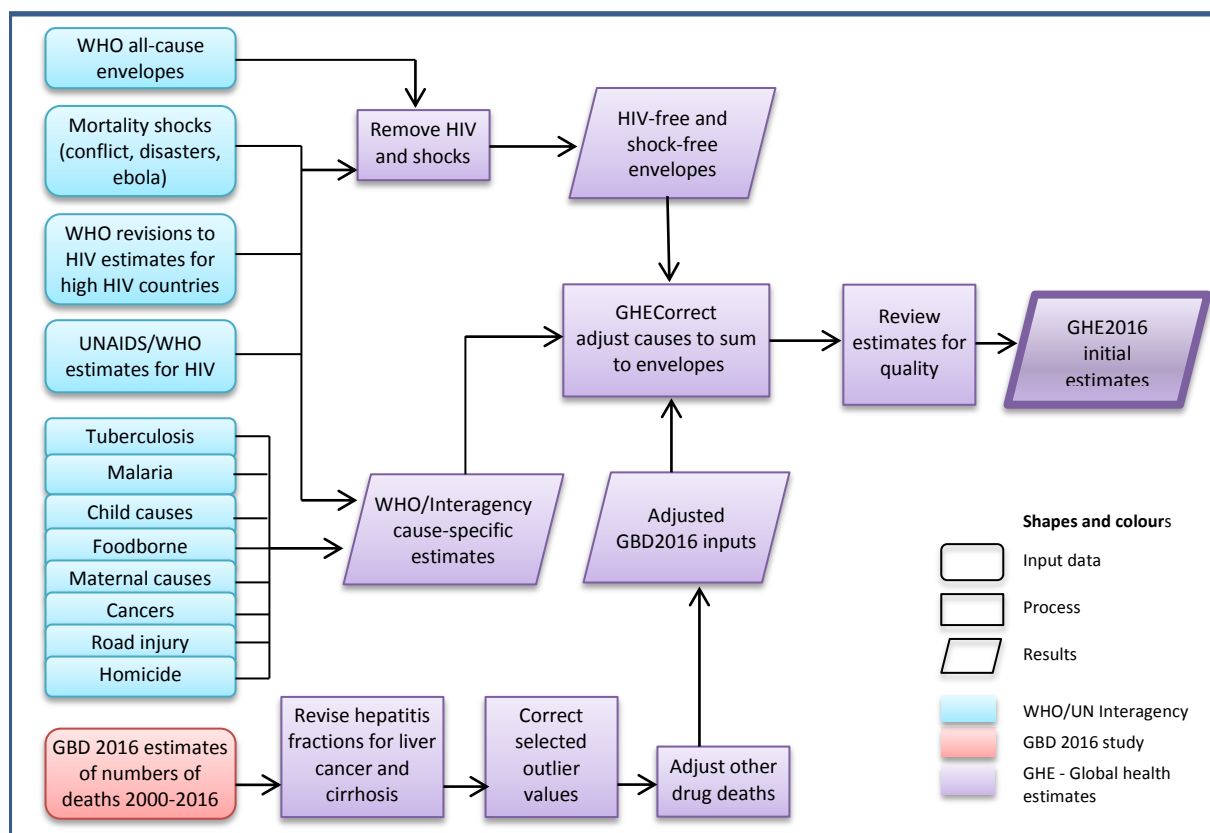 WHO all-cause
envelopes
Mortality shocks
(conflict, disasters,
ebola)
WHO revisions to
HIV estimates for
high HIV countries
UNAIDS/WHO
estimates for HIV
Tuberculosis
Malaria
Child causes
Foodborne
Maternal causes
Cancers
Road injury
Homicide
GBD 2016 estimates
of numbers of
deaths 2000-2016
Remove HIV
and shocks
HIV-free and
shock-free
envelopes
WHO/Interagency
cause-specific
estimates
GHECorrect
adjust causes to sum
to envelopes
Review
estimates for
quality
GHE2016
initial
estimates
Adjusted
GBD2016 inputs
Revise hepatitis
fractions for liver
cancer and
cirrhosis
Correct
selected
outlier
values
Adjust other
drug deaths
Shapes and colours
Input data
Process
Results
WHO/UN Interagency
GBD 2016 study
GHE - Global health
estimates